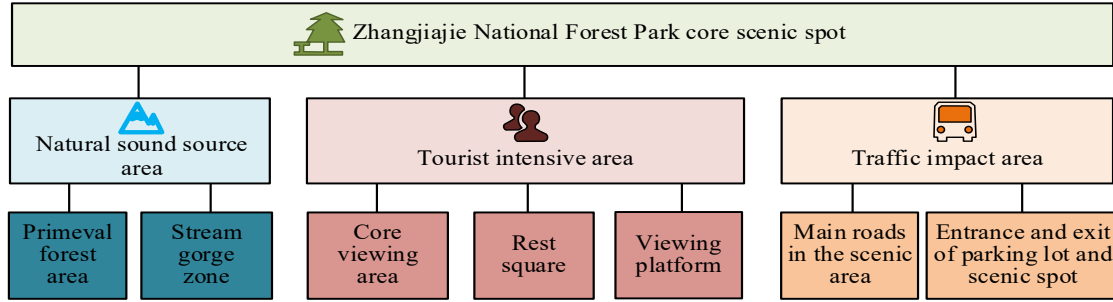 Zhangjiajie National Forest Park core scenic spot
Natural sound source
area
Tourist intensive area
Traffic impact area
Primeval
forest
area
Stream
gorge
zone
Core
viewing
area
Rest
square
Viewing
platform
Main roads
in the scenic
area
Entrance and exit
of parking lot and
scenic spot